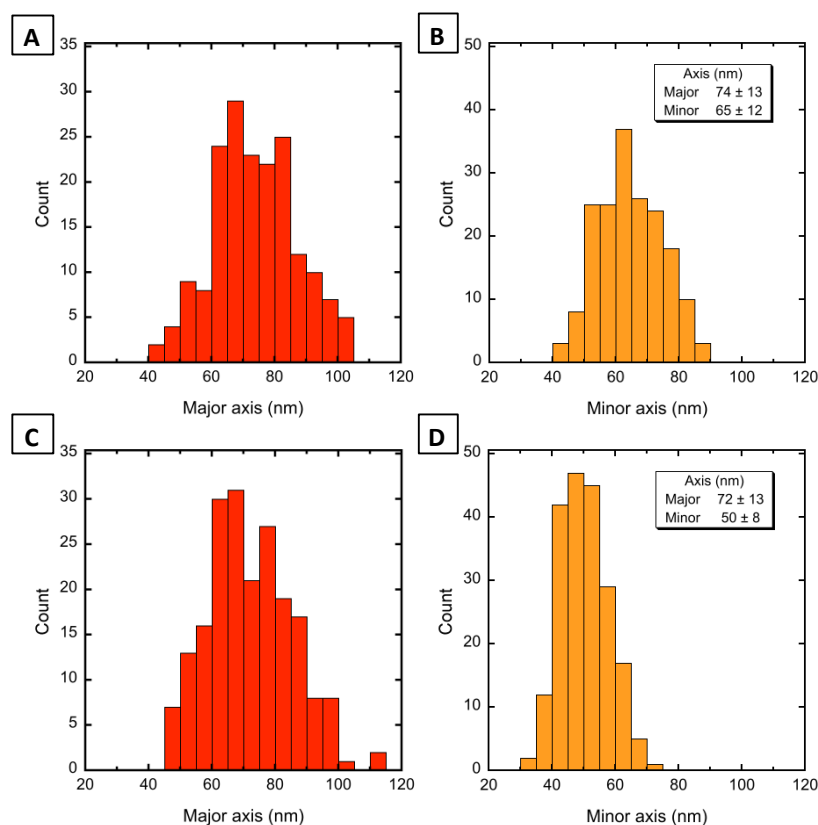 A
35
30
25
20
15
10
5
0
Count
20 40 60 80 100 120
Major axis (nm)
B
50
40
30
20
10
0
Count
Axis (nm)
Major 74 ± 13
Minor 65 ± 12
20 40 60 80 100 120
Minor axis (nm)
C
35
30
25
20
15
10
5
0
Count
20 40 60 80 100 120
Major axis (nm)
D
50
40
30
20
10
0
Count
Axis (nm)
Major 72 ± 13
Minor 50 ± 8
20 40 60 80 100 120
Minor axis (nm)